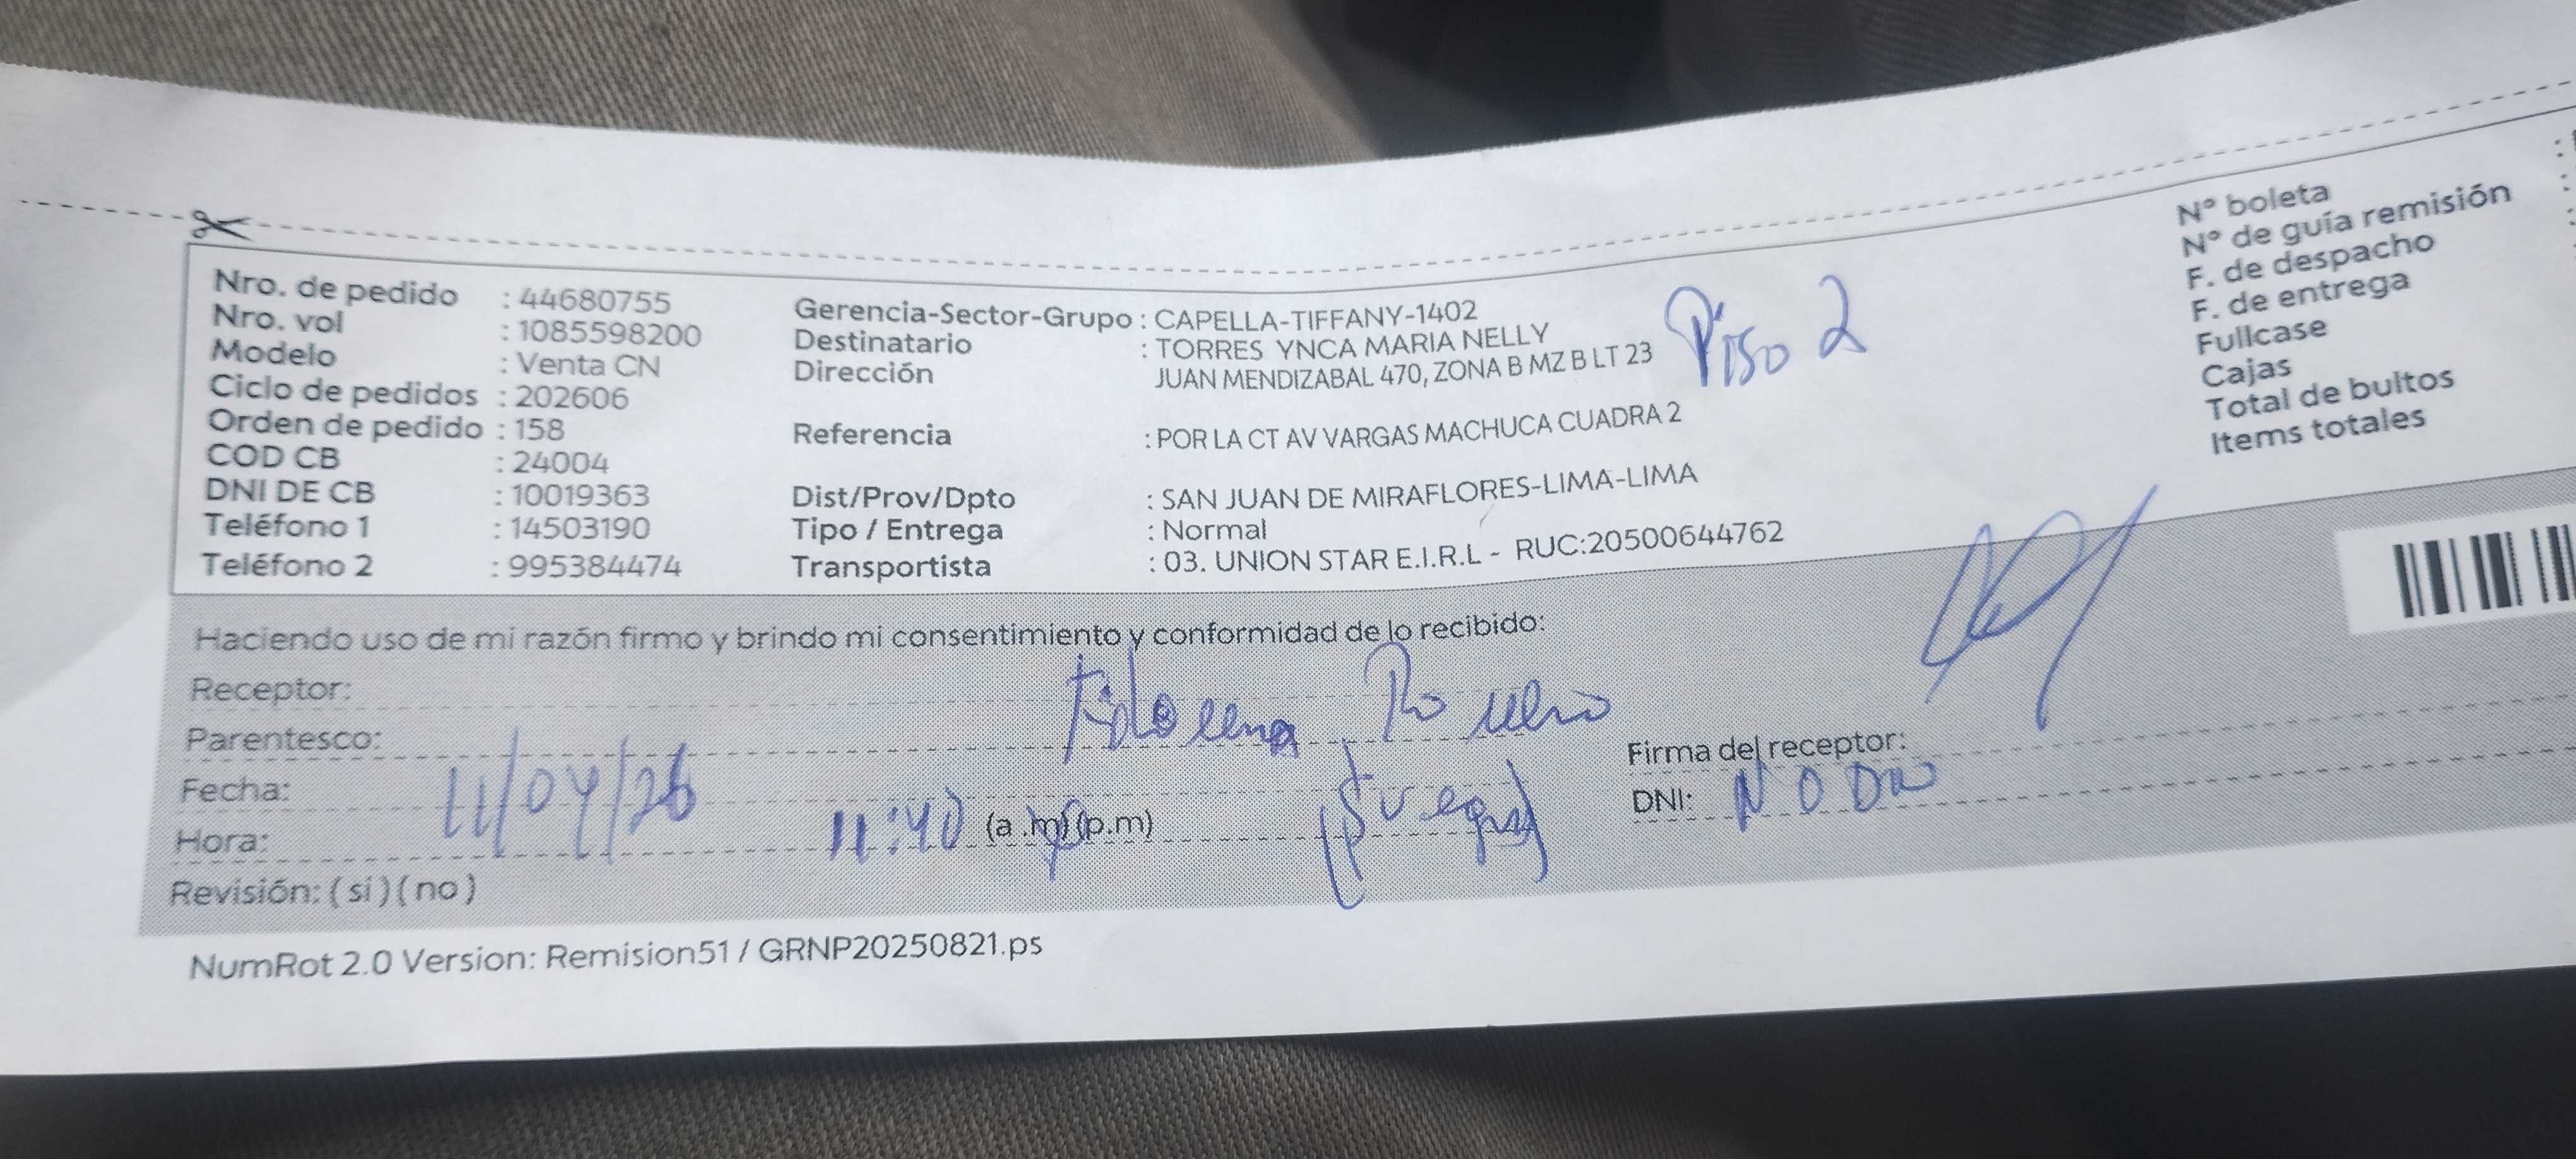 Nro. de pedido : 44680755
Nro. vol : 1085598200
Modelo : Venta CN
Ciclo de pedidos : 202606
Orden de pedido : 158
COD CB : 24004
DNI DE CB : 10019363
Teléfono 1 : 14503190
Teléfono 2 : 995384474
Gerencia-Sector-Grupo : CAPELLA-TIFFANY-1402
Destinatario : TORRES YNCA MARIA NELLY
Dirección JUAN MENDIZABAL 470, ZONA B MZ B LT 23
Piso 2
Referencia : POR LA CT AV VARGAS MACHUCA CUADRA 2
Dist/Prov/Dpto : SAN JUAN DE MIRAFLORES-LIMA-LIMA
Tipo / Entrega : Normal
Transportista : 03. UNION STAR E.I.R.L - RUC:20500644762
N° boleta
N° de guía remisión
F. de despacho
F. de entrega
Fullcase
Cajas
Total de bultos
Items totales
Haciendo uso de mi razón firmo y brindo mi consentimiento y conformidad de lo recibido:
Receptor:
Parentesco: (suegra)
Fecha: 11/04/26
Hora: 11:40 (a .m) (p.m)
Firma del receptor:
DNI: NO DIO
Revisión: ( si ) ( no )
NumRot 2.0 Version: Remision51 / GRNP20250821.ps